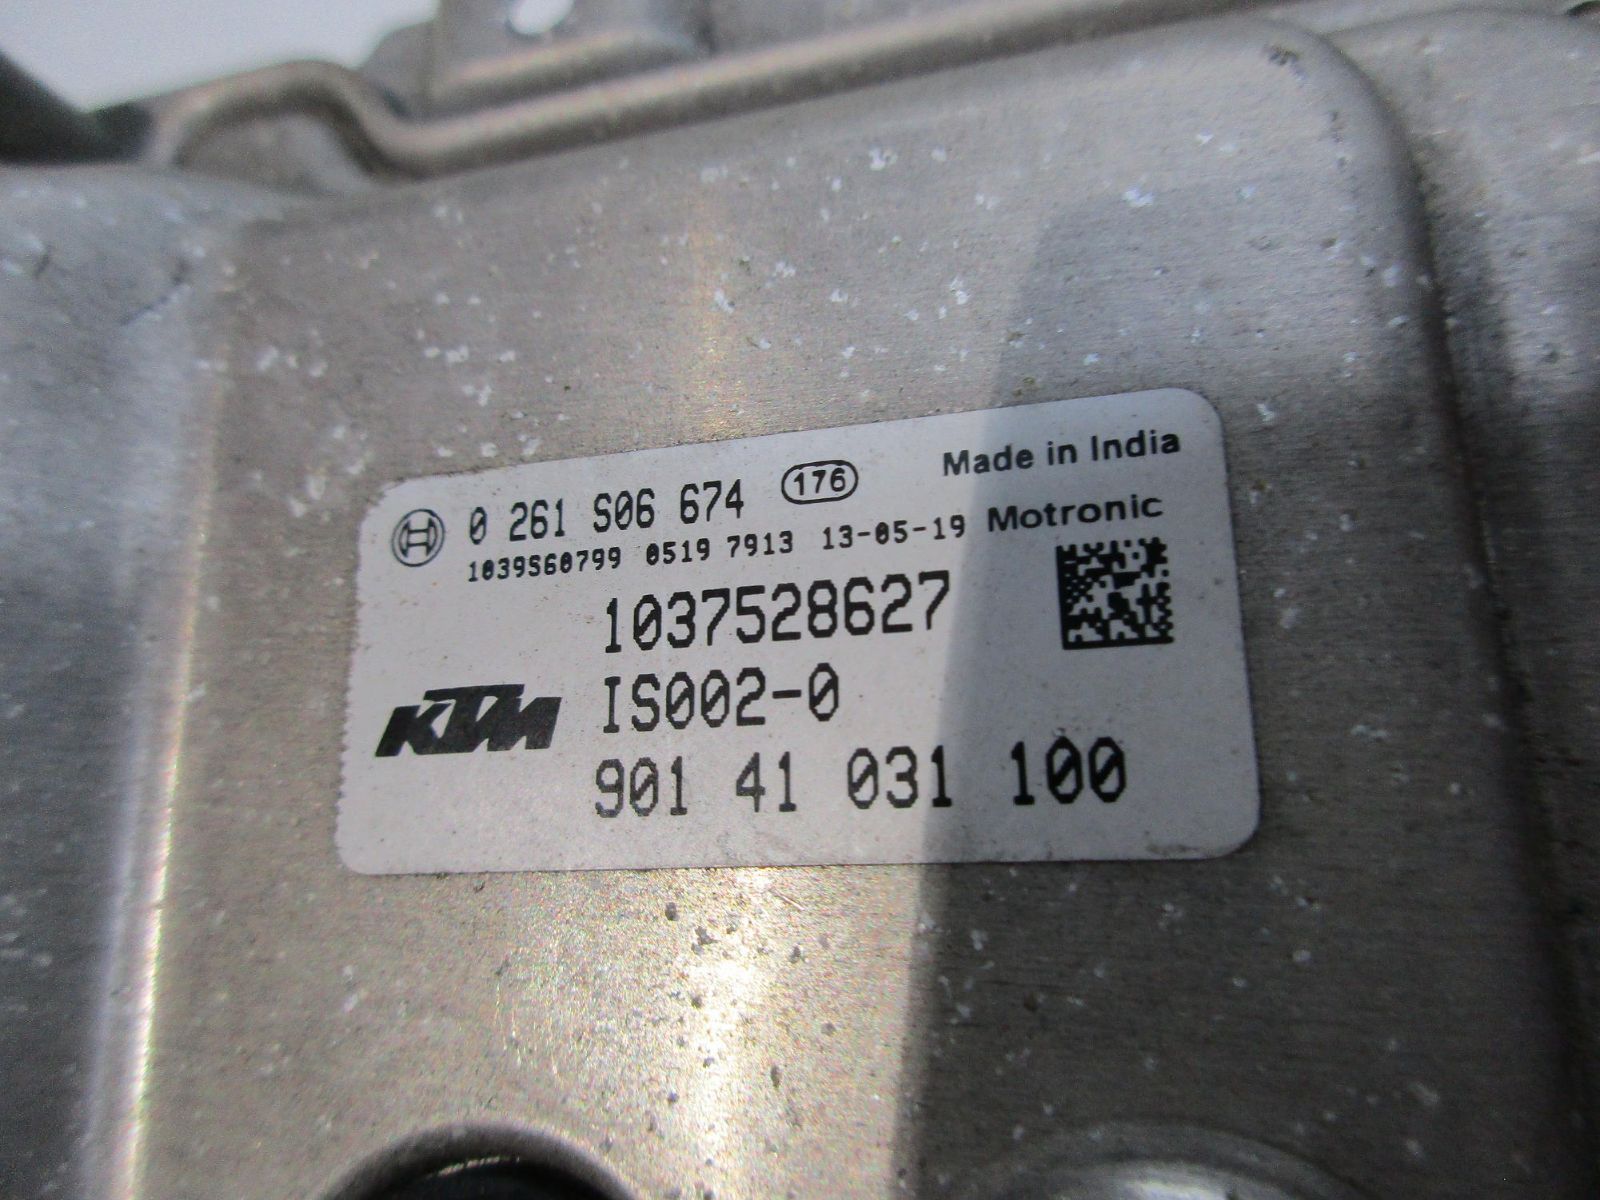 0 261 S06 674 176 Made in India
1039S60799 0519 7913 13-05-19 Motronic
1037528627
KTM IS002-0
901 41 031 100